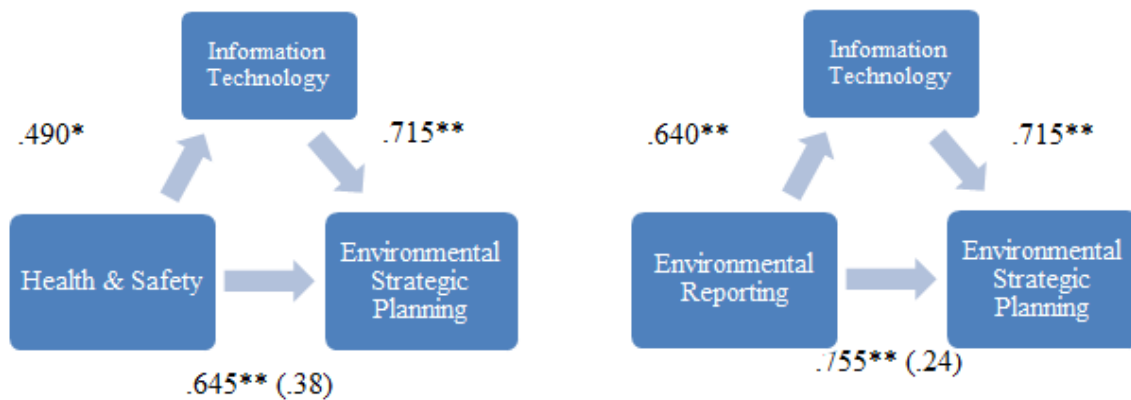 Information
Technology
.490*
.715**
Health & Safety
Environmental
Strategic
Planning
.645** (.38)
Information
Technology
.640**
.715**
Environmental
Reporting
Environmental
Strategic
Planning
.755** (.24)